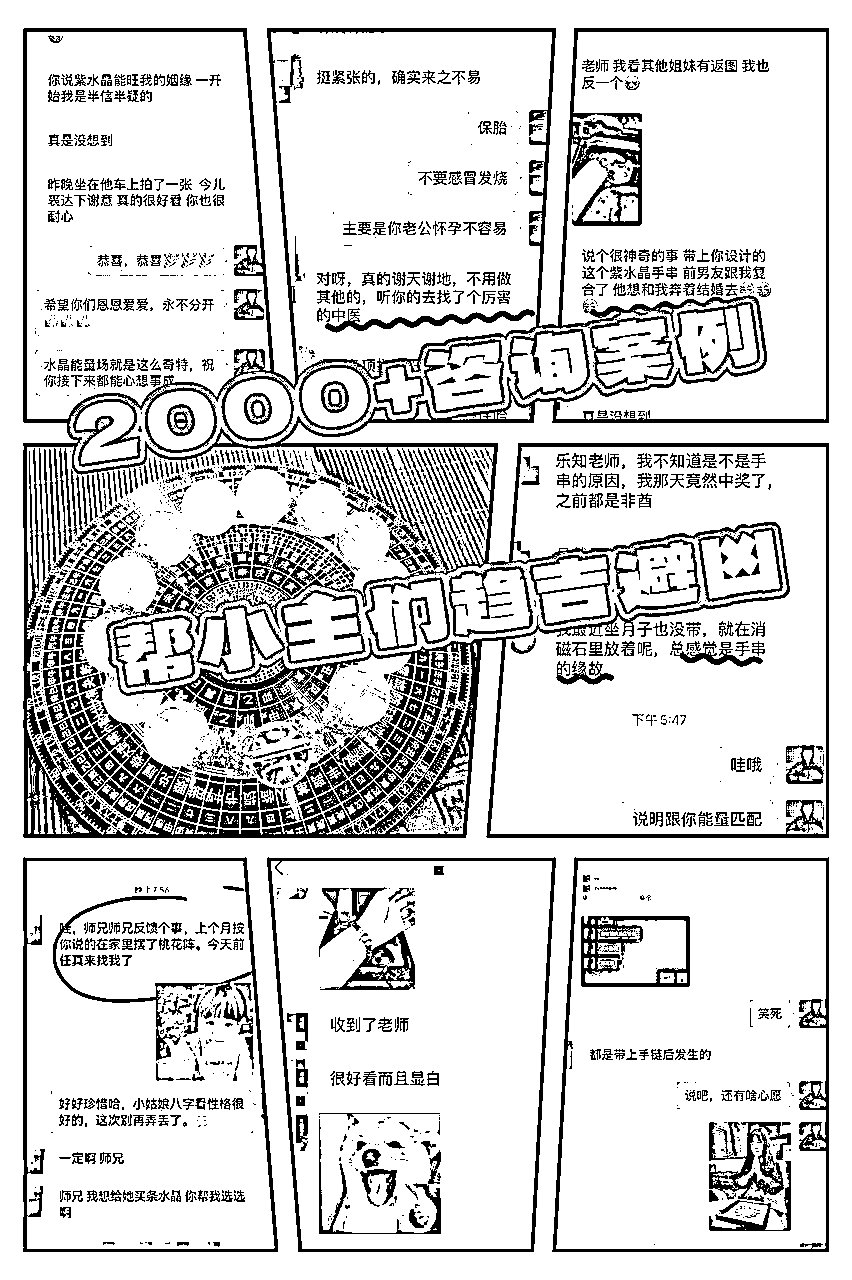 你说紫水晶能旺我的姻缘 一开
始我是半信半疑的
真是没想到
昨晚坐在他车上拍了一张 今儿
表达下谢意 真的很好看 你也很
耐心
恭喜，恭喜
希望你们恩恩爱爱，永不分开
水晶能量场就是这么奇特，祝
你接下来都能心想事成
挺紧张的，确实来之不易
保胎
不要感冒发烧
主要是你老公怀孕不容易
对呀，真的谢天谢地，不用做
其他的，听你的去找了个厉害
的中医
老师 我看其他姐妹有返图 我也
反一个
说个很神奇的事 带上你设计的
这个紫水晶手串 前男友跟我复
合了 他想和我奔着结婚去
真是没想到
2000+咨询案例
乐知老师，我不知道是不是手
串的原因，我那天竟然中奖了，
之前都是非酋
帮小主们趋吉避凶
我最近坐月子也没带，就在消
磁石里放着呢，总感觉是手串
的缘故
下午 5:47
哇哦
说明跟你能量匹配
哇，师兄师兄反馈个事，上个月按
你说的在家里摆了桃花阵。今天前
任真来找我了
好好珍惜哈，小姑娘八字看性格很
好的，这次别再弄丢了。
一定啊 师兄
师兄 我想给她买条水晶 你帮我选选
啊
收到了老师
很好看而且显白
笑死
都是带上手链后发生的
说吧，还有啥心愿